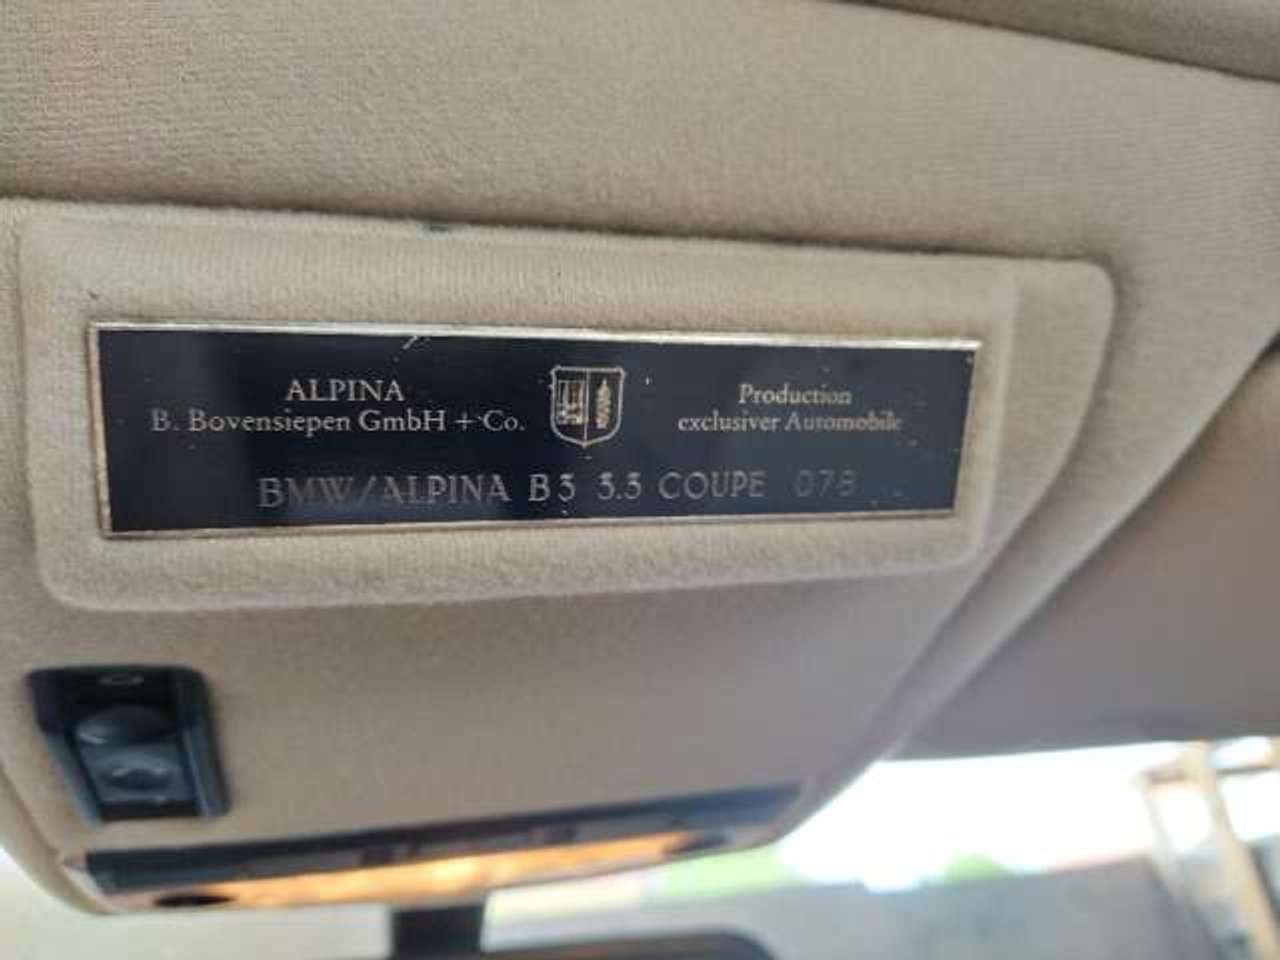 ALPINA
B. Bovensiepen GmbH + Co.
Production
exclusiver Automobile
BMW/ALPINA B3 3.3 COUPE 078